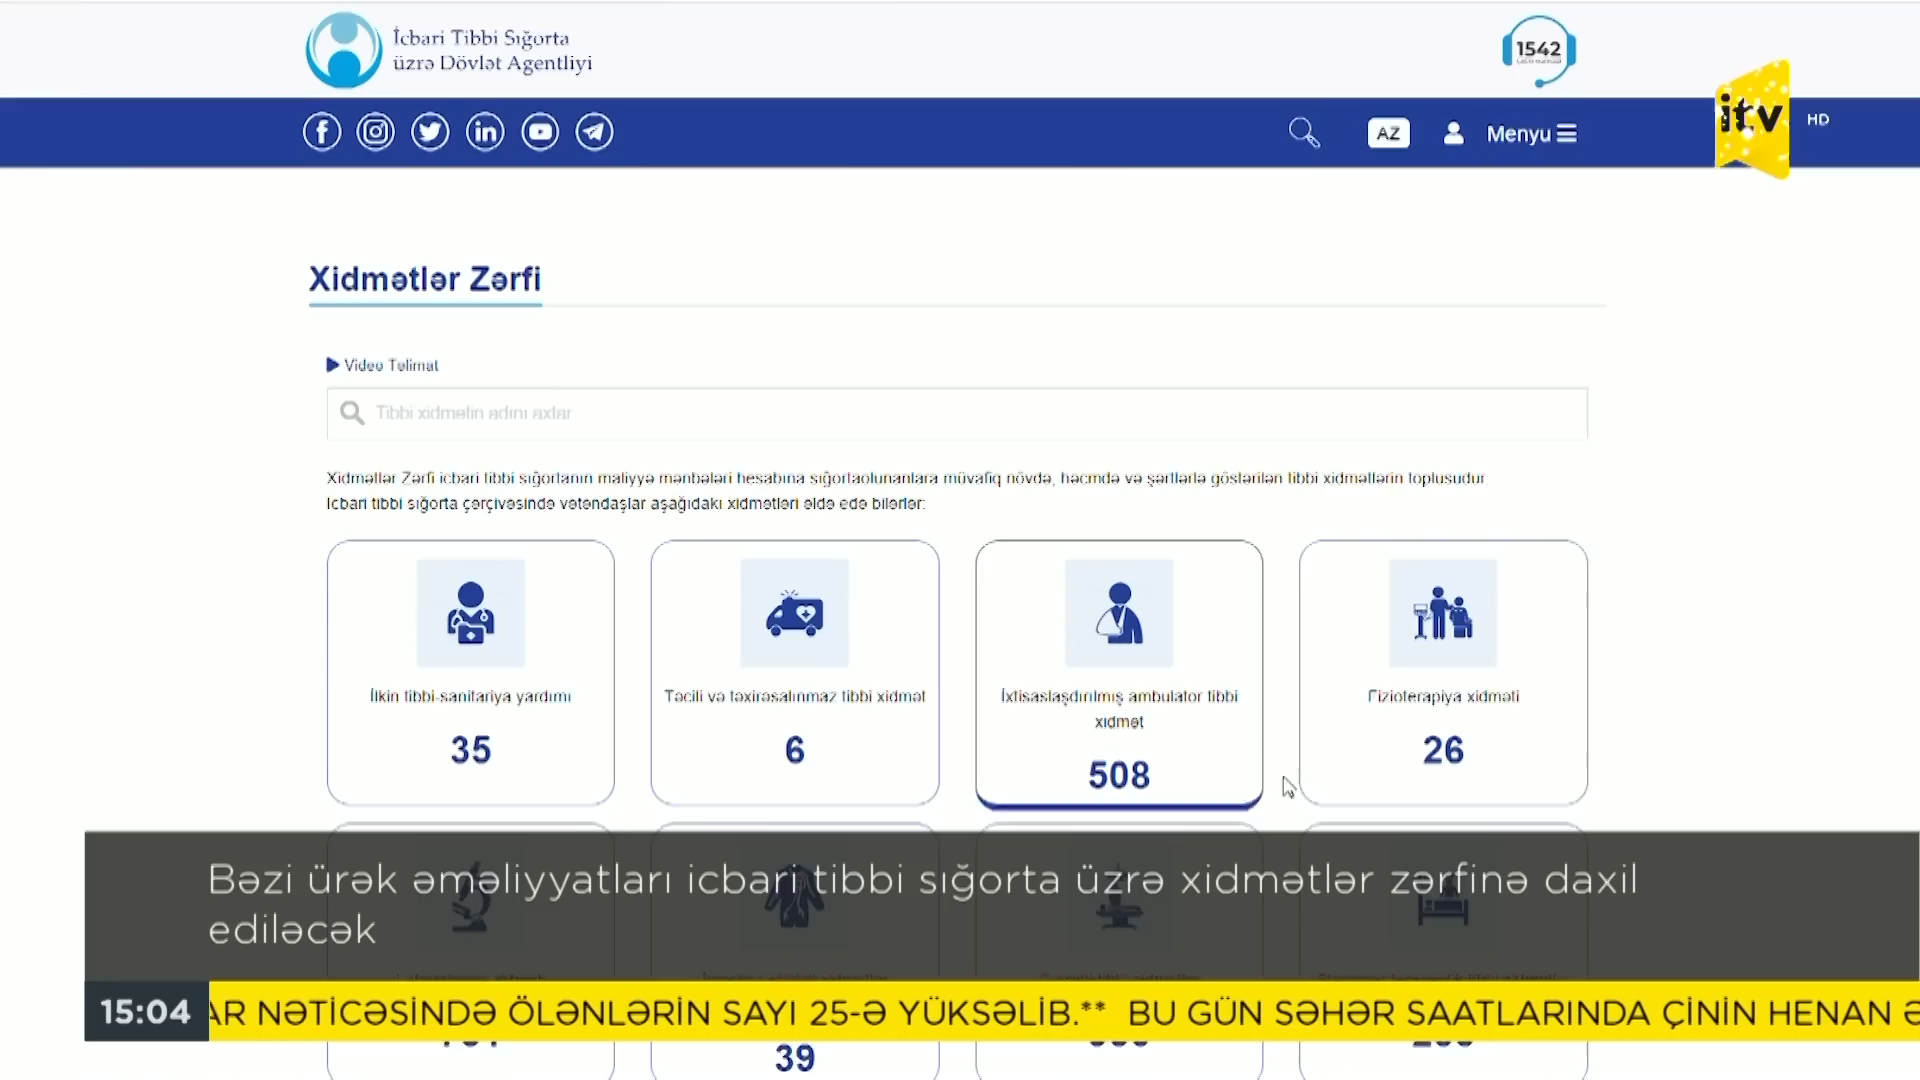 İcbari Tibbi Sığorta
üzrə Dövlət Agentliyi
1542
AZ
Menyu
itv
HD
Xidmətlər Zərfi
Video Təlimat
Tibbi xidmətin adını axtar
Xidmətlər Zərfi icbari tibbi sığortanın maliyyə mənbələri hesabına sığortaolunanlara müvafiq növdə, həcmdə və şərtlərlə göstərilən tibbi xidmətlərin toplusudur
İcbari tibbi sığorta çərçivəsində vətəndaşlar aşağıdakı xidmətləri əldə edə bilərlər:
İlkin tibbi-sanitariya yardımı
35
Təcili və təxirəsalınmaz tibbi xidmət
6
İxtisaslaşdırılmış ambulator tibbi
xidmət
508
Fizioterapiya xidməti
26
Bəzi ürək əməliyyatları icbari tibbi sığorta üzrə xidmətlər zərfinə daxil
ediləcək
15:04
AR NƏTİCƏSİNDƏ ÖLƏNLƏRİN SAYI 25-Ə YÜKSƏLİB.** BU GÜN SƏHƏR SAATLARINDA ÇİNİN HENAN Ə
39